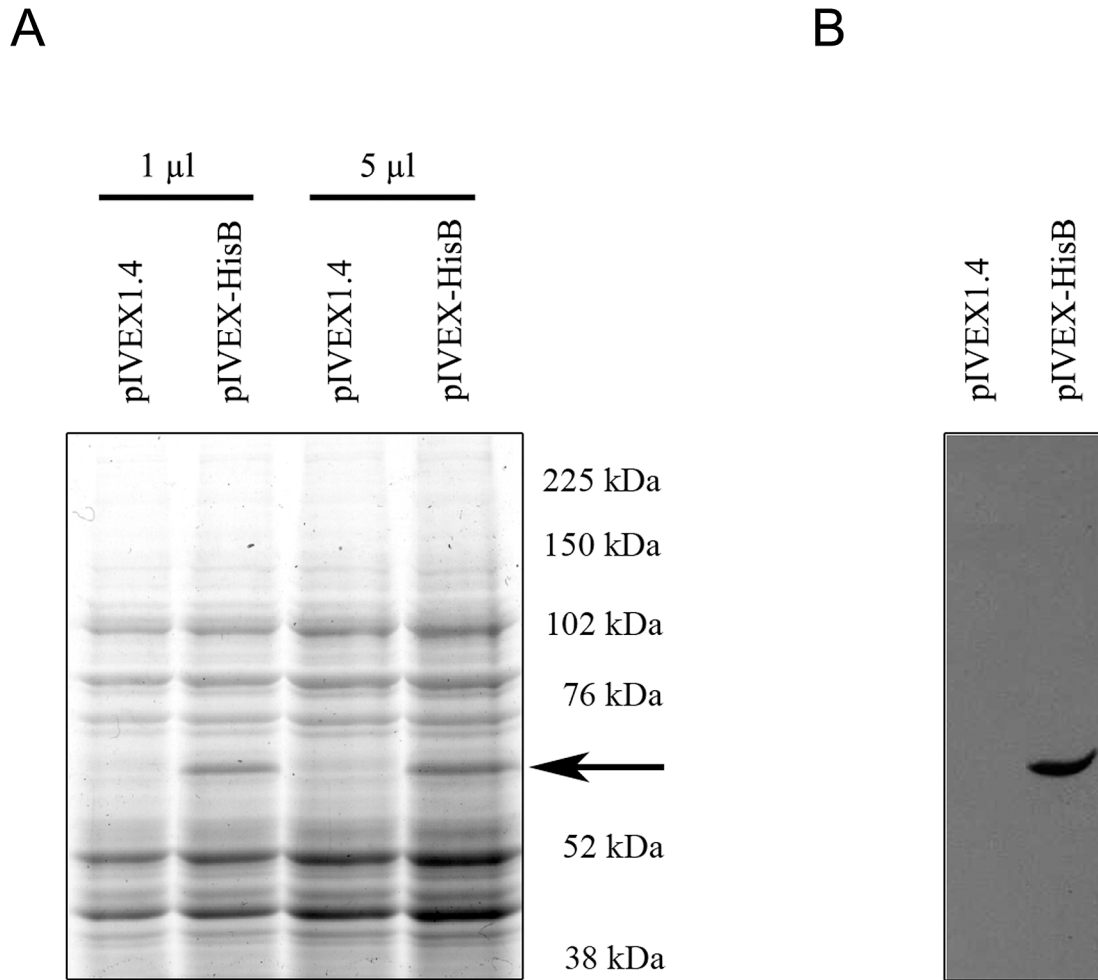 A
B
1 µl
5 µl
pIVEX1.4
pIVEX-HisB
pIVEX1.4
pIVEX-HisB
pIVEX1.4
pIVEX-HisB
225 kDa
150 kDa
102 kDa
76 kDa
52 kDa
38 kDa